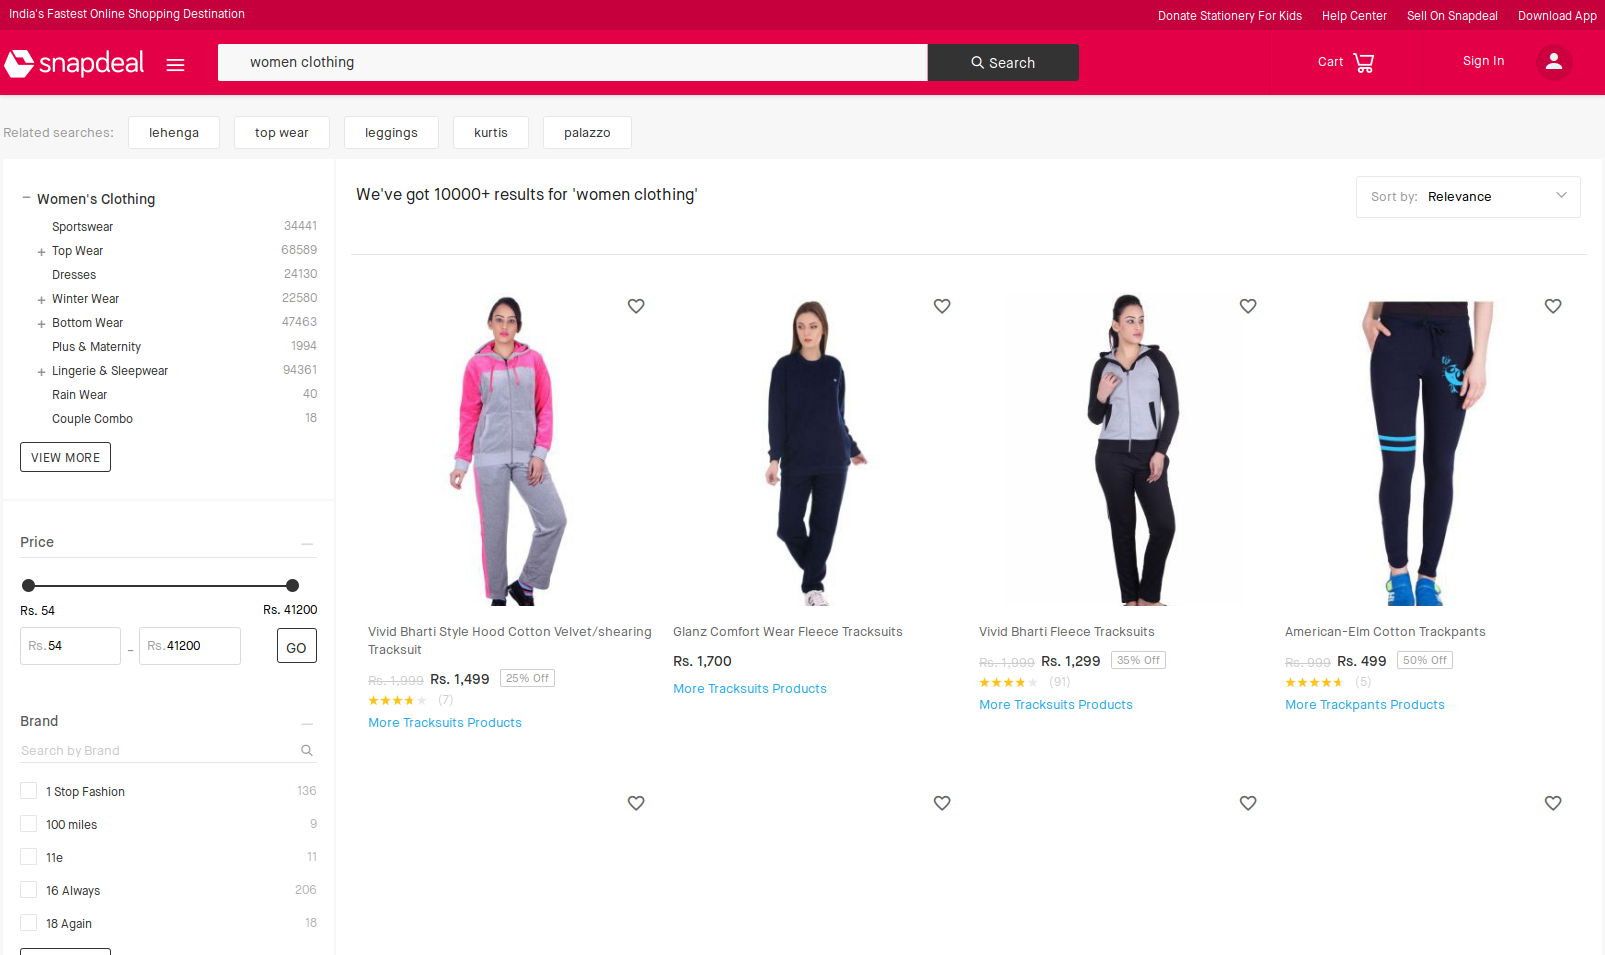 India's Fastest Online Shopping Destination
Donate Stationery For Kids Help Center Sell On Snapdeal Download App
snapdeal
women clothing
Search
Cart
Sign In
Related searches: lehenga top wear leggings kurtis palazzo
− Women's Clothing
Sportswear 34441
+ Top Wear 68589
Dresses 24130
+ Winter Wear 22580
+ Bottom Wear 47463
Plus & Maternity 1994
+ Lingerie & Sleepwear 94361
Rain Wear 40
Couple Combo 18
VIEW MORE
Price
Rs. 54 Rs. 41200
Rs. 54 - Rs. 41200 GO
Brand
Search by Brand
1 Stop Fashion 136
100 miles 9
11e 11
16 Always 206
18 Again 18
We've got 10000+ results for 'women clothing'
Sort by: Relevance
Vivid Bharti Style Hood Cotton Velvet/shearing
Tracksuit
Rs. 1,999 Rs. 1,499 25% Off
(7)
More Tracksuits Products
Glanz Comfort Wear Fleece Tracksuits
Rs. 1,700
More Tracksuits Products
Vivid Bharti Fleece Tracksuits
Rs. 1,999 Rs. 1,299 35% Off
(91)
More Tracksuits Products
American-Elm Cotton Trackpants
Rs. 999 Rs. 499 50% Off
(5)
More Trackpants Products